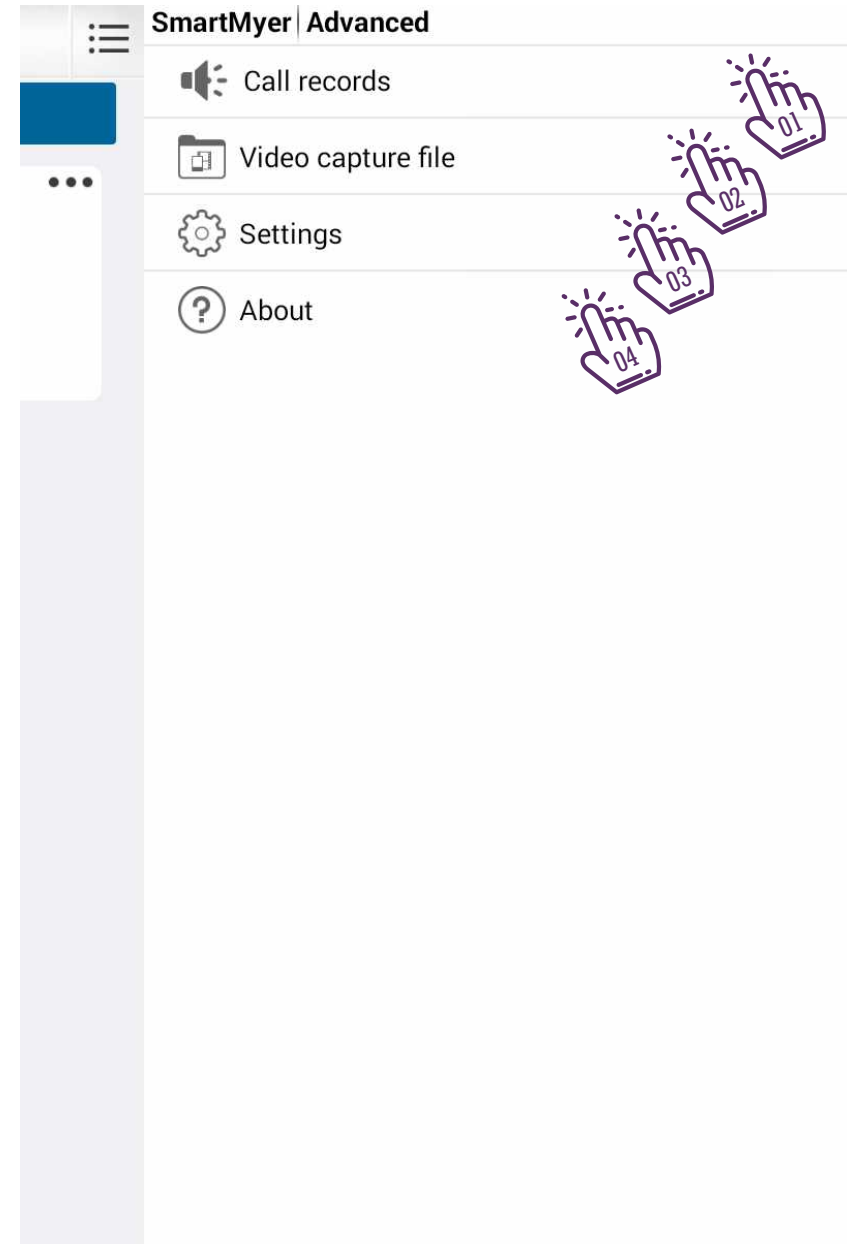 SmartMyer Advanced
Call records
01
Video capture file
02
Settings
03
About
04